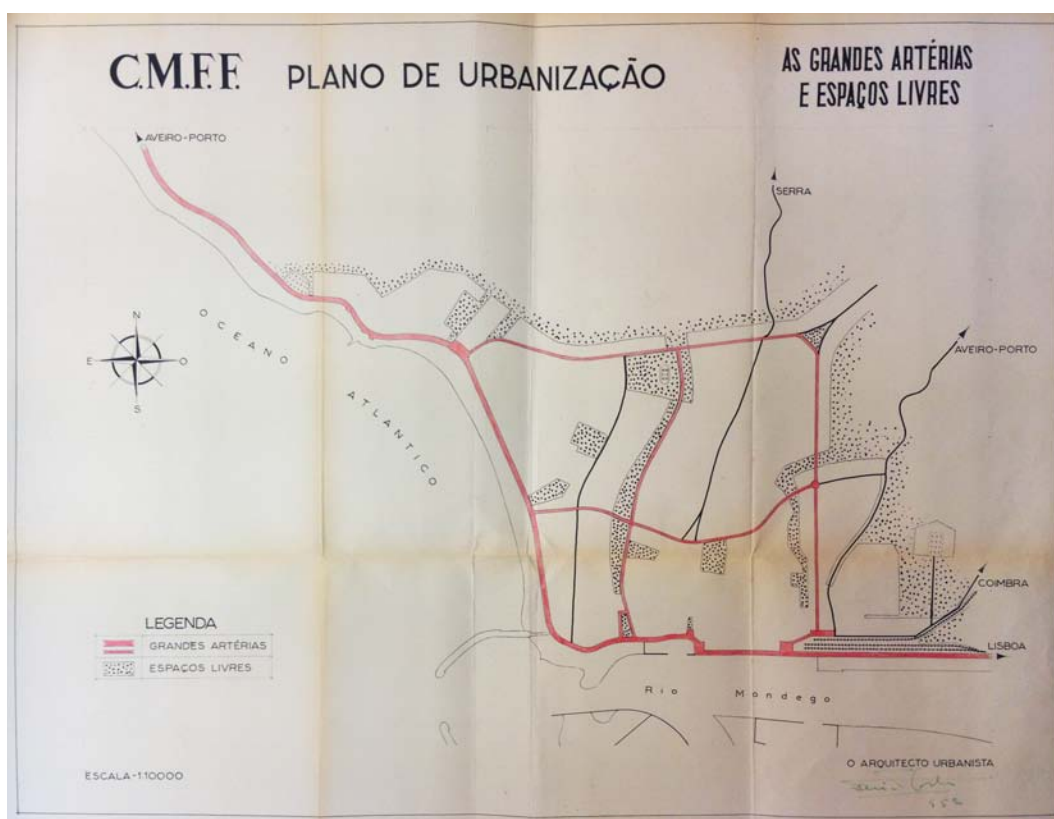 C.M.F.F. PLANO DE URBANIZAÇÃO
AS GRANDES ARTÉRIAS
E ESPAÇOS LIVRES
AVEIRO-PORTO
SERRA
AVEIRO-PORTO
OCEANO
ATLANTICO
N
E
O
S
COIMBRA
LISBOA
LEGENDA
GRANDES ARTÉRIAS
ESPAÇOS LIVRES
Rio Mondego
ESCALA-1:10000
O ARQUITECTO URBANISTA